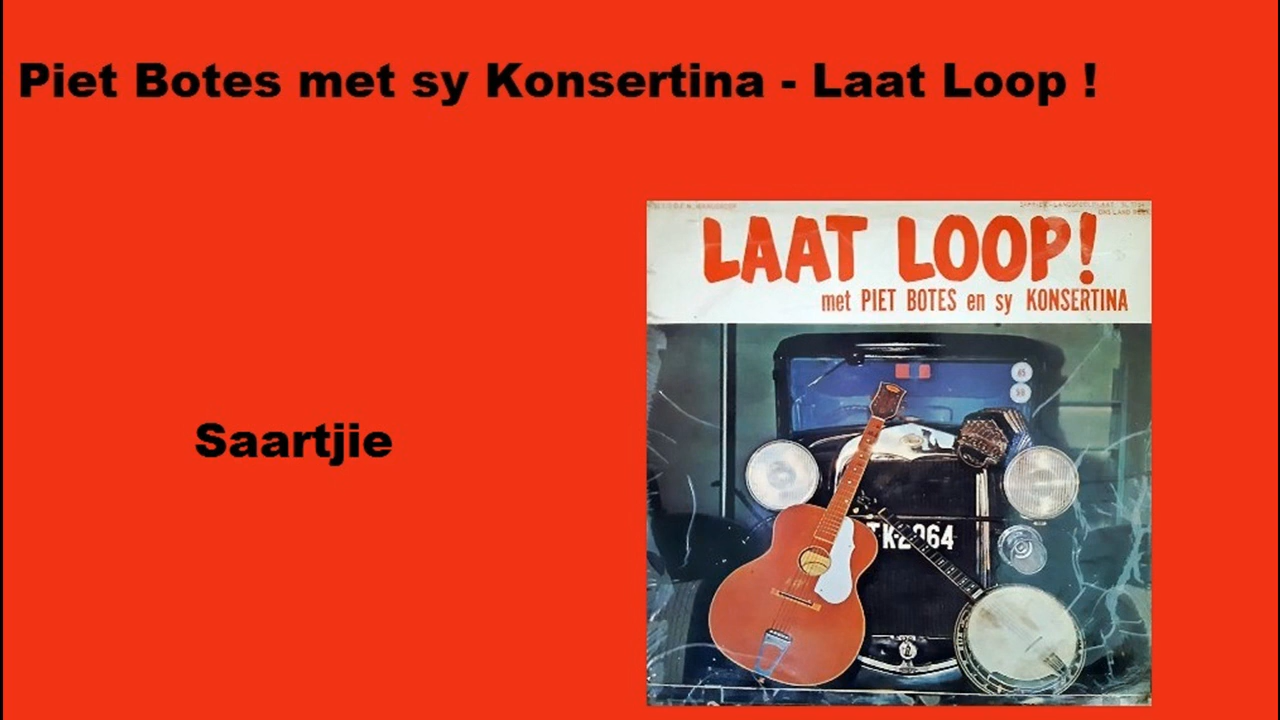 Piet Botes met sy Konsertina - Laat Loop !
LAAT LOOP!
met PIET BOTES en sy KONSERTINA
Saartjie